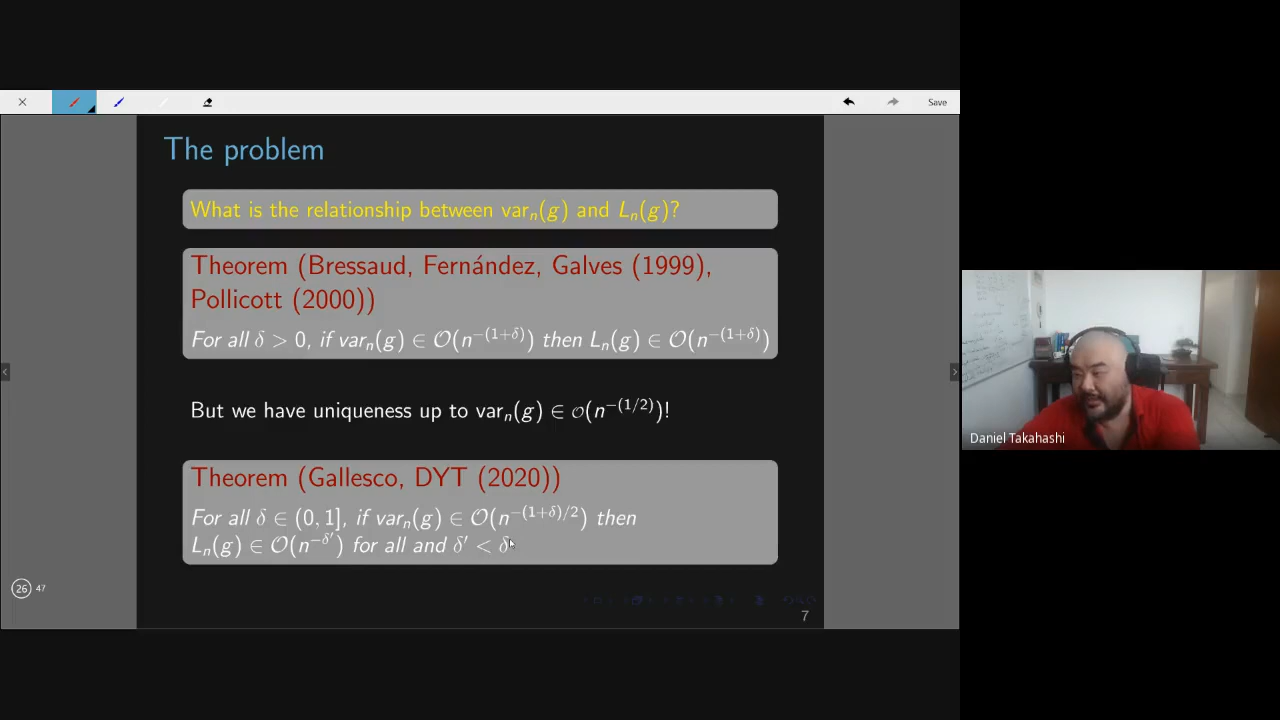 Save
The problem
What is the relationship between varₙ(g) and Lₙ(g)?
Theorem (Bressaud, Fernández, Galves (1999),
Pollicott (2000))
For all δ > 0, if varₙ(g) ∈ 𝒪(n^{−(1+δ)}) then Lₙ(g) ∈ 𝒪(n^{−(1+δ)})
But we have uniqueness up to varₙ(g) ∈ ℴ(n^{−(1/2)})!
Theorem (Gallesco, DYT (2020))
For all δ ∈ (0, 1], if varₙ(g) ∈ 𝒪(n^{−(1+δ)/2}) then
Lₙ(g) ∈ 𝒪(n^{−δ′}) for all and δ′ < δ
26 47
7
Daniel Takahashi